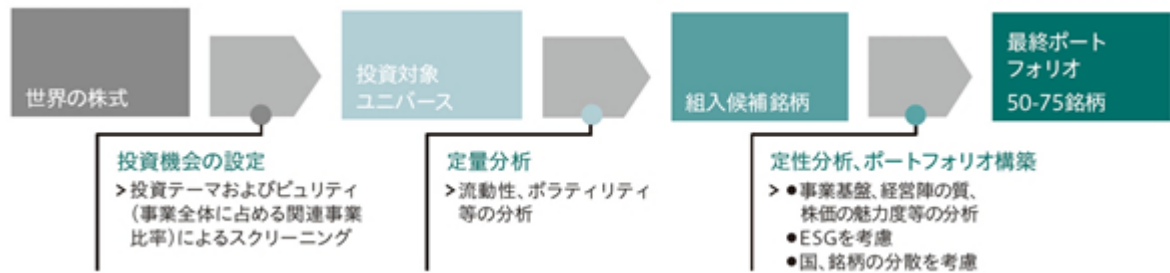 世界の株式
投資対象
ユニバース
組入候補銘柄
最終ポート
フォリオ
50-75銘柄
投資機会の設定
>投資テーマおよびピュリティ
(事業全体に占める関連事業
比率)によるスクリーニング
定量分析
>流動性、ボラティリティ
等の分析
定性分析、ポートフォリオ構築
>●事業基盤、経営陣の質、
株価の魅力度等の分析
●ESGを考慮
●国、銘柄の分散を考慮